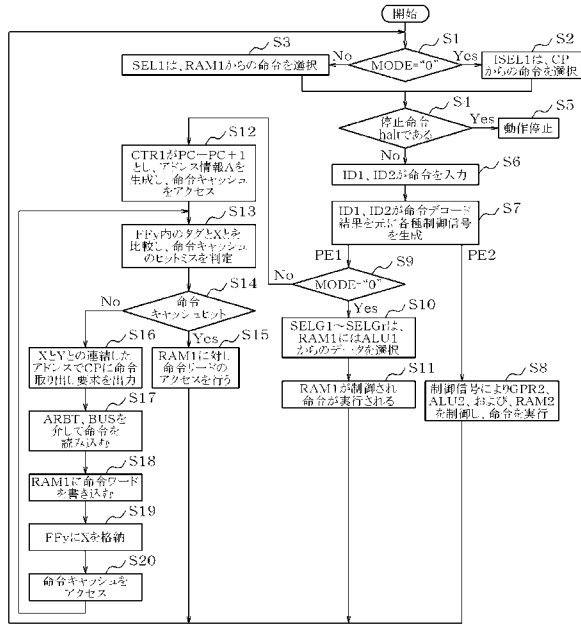 開始
S1
MODE="0"
No
Yes
S3
SEL1は、RAM1からの命令を選択
S2
ISEL1は、CP
からの命令を選択
S4
停止命令
haltである
Yes
No
S5
動作停止
S6
ID1、ID2が命令を入力
S7
ID1、ID2が命令デコード
結果を元に各種制御信号
を生成
PE1
PE2
S9
MODE="0"
No
Yes
S10
SELG1～SELGrは、
RAM1にはALU1
からのデータを選択
S11
RAM1が制御され
命令が実行される
S8
制御信号によりGPR2、
ALU2、および、RAM2
を制御し、命令を実行
S12
CTR1がPC←PC+1
とし、アドレス情報Aを
生成し、命令キャッシュ
をアクセス
S13
FFy内のタグとXとを
比較し、命令キャッシュ
のヒットミスを判定
S14
命令
キャッシュヒット
No
Yes
S15
RAM1に対し
命令リードの
アクセスを行う
S16
XとYとの連結した
アドレスでCPに命令
取り出し要求を出力
S17
ARBT、BUSを
介して命令を
読み込む
S18
RAM1に命令ワード
を書き込む
S19
FFyにXを格納
S20
命令キャッシュを
アクセス